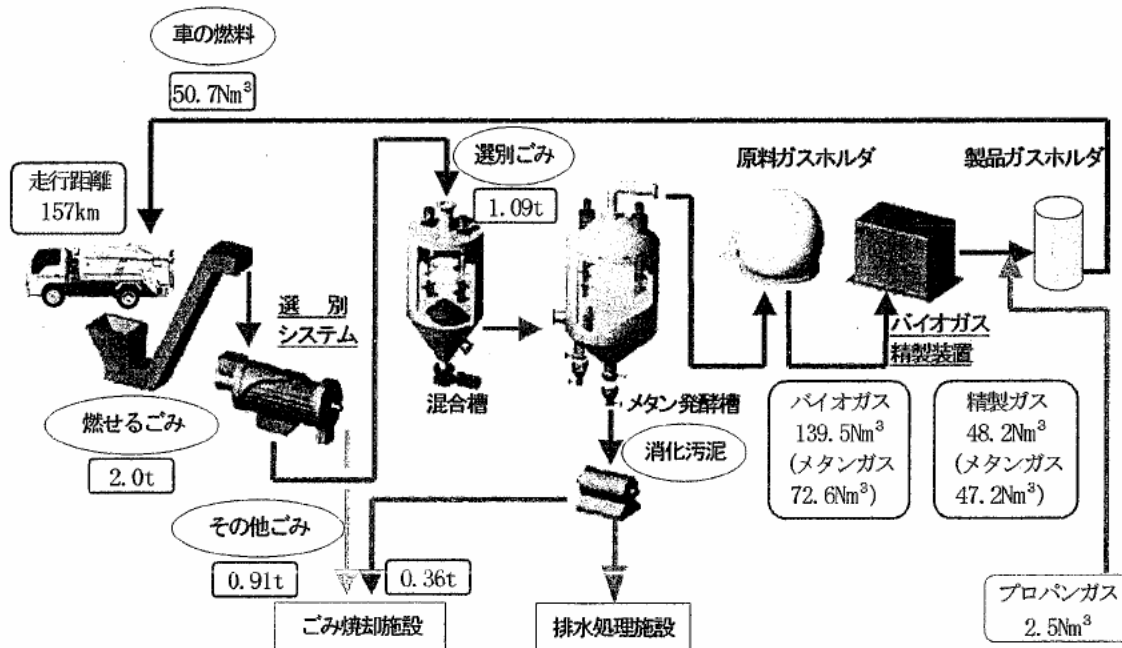 車の燃料
50.7Nm³
走行距離
157km
選別ごみ
1.09t
原料ガスホルダ
製品ガスホルダ
選 別
システム
混合槽
メタン発酵槽
バイオガス
精製装置
燃せるごみ
2.0t
消化汚泥
バイオガス
139.5Nm³
(メタンガス
72.6Nm³)
精製ガス
48.2Nm³
(メタンガス
47.2Nm³)
その他ごみ
0.91t
0.36t
ごみ焼却施設
排水処理施設
プロパンガス
2.5Nm³